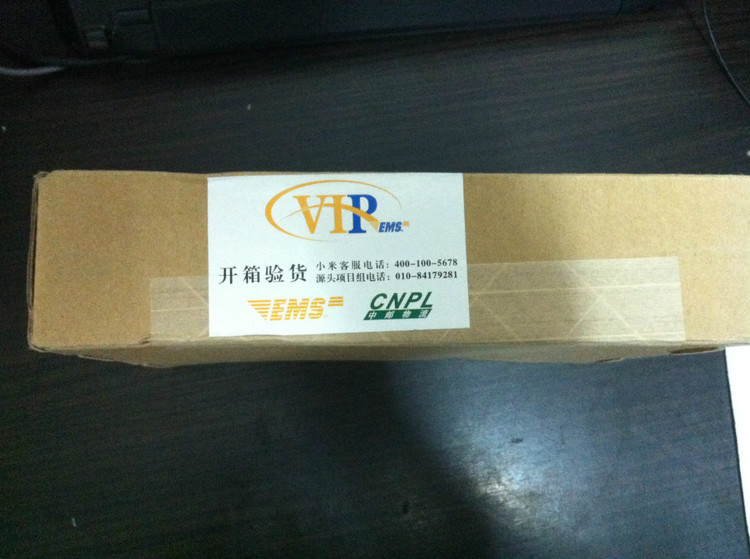 VIP EMS
开箱验货
小米客服电话：400-100-5678
源头项目组电话：010-84179281
EMS
CNPL
中邮物流